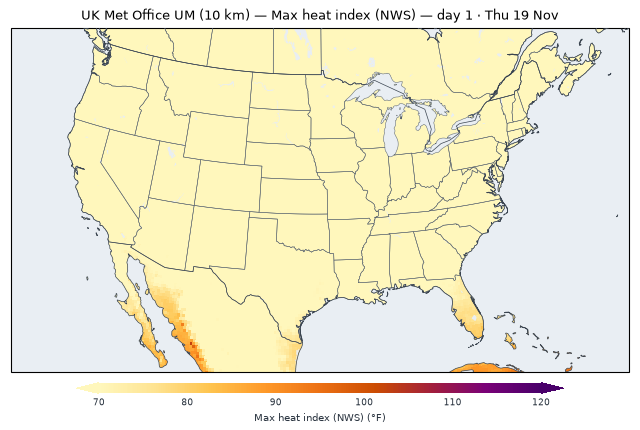 UK Met Office UM (10 km) — Max heat index (NWS) — day 1 · Thu 19 Nov
70 80 90 100 110 120
Max heat index (NWS) (°F)